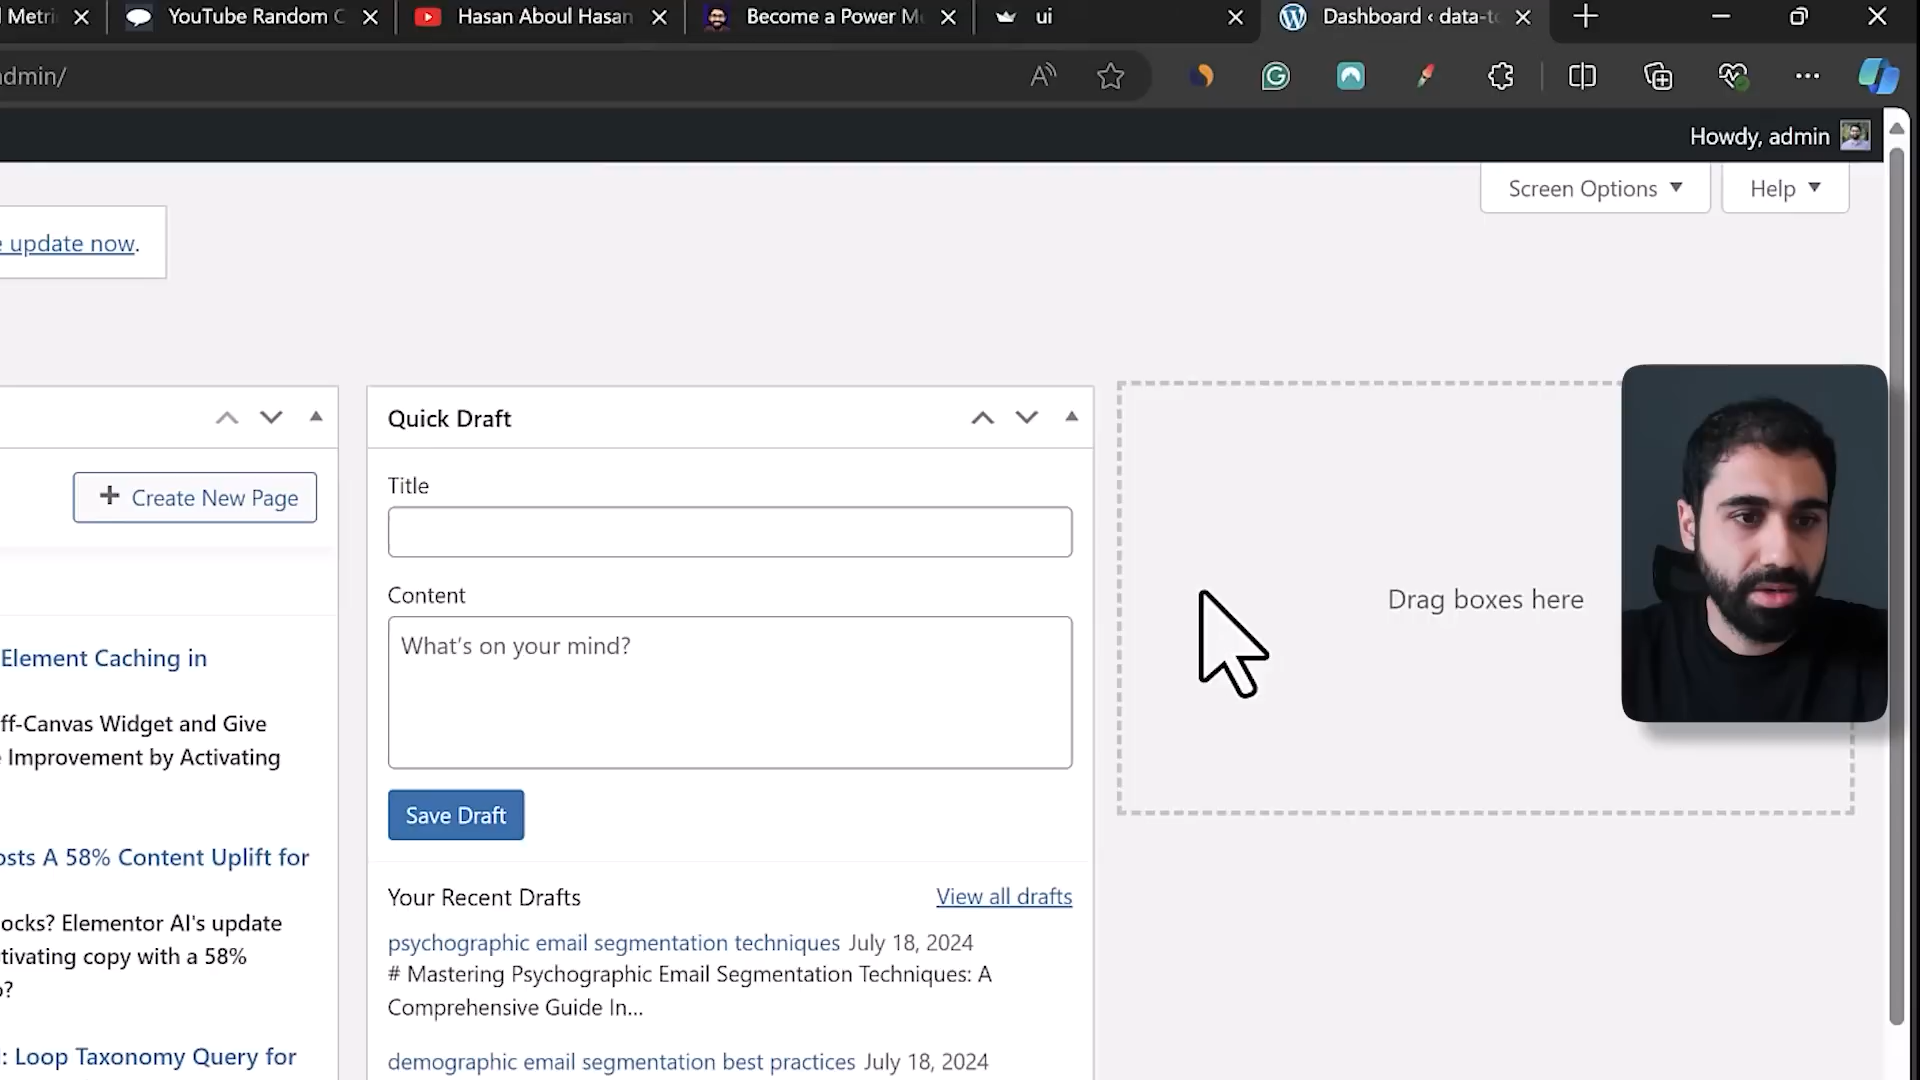 Metri
YouTube Random C
Hasan Aboul Hasan
Become a Power M
ui
Dashboard ‹ data-to
dmin/
Howdy, admin
Screen Options
Help
e update now.
Quick Draft
Title
Create New Page
Content
Drag boxes here
What's on your mind?
Element Caching in
ff-Canvas Widget and Give
e Improvement by Activating
Save Draft
osts A 58% Content Uplift for
Your Recent Drafts
View all drafts
ocks? Elementor AI's update
tivating copy with a 58%
o?
psychographic email segmentation techniques July 18, 2024
# Mastering Psychographic Email Segmentation Techniques: A
Comprehensive Guide In...
: Loop Taxonomy Query for
demographic email segmentation best practices July 18, 2024